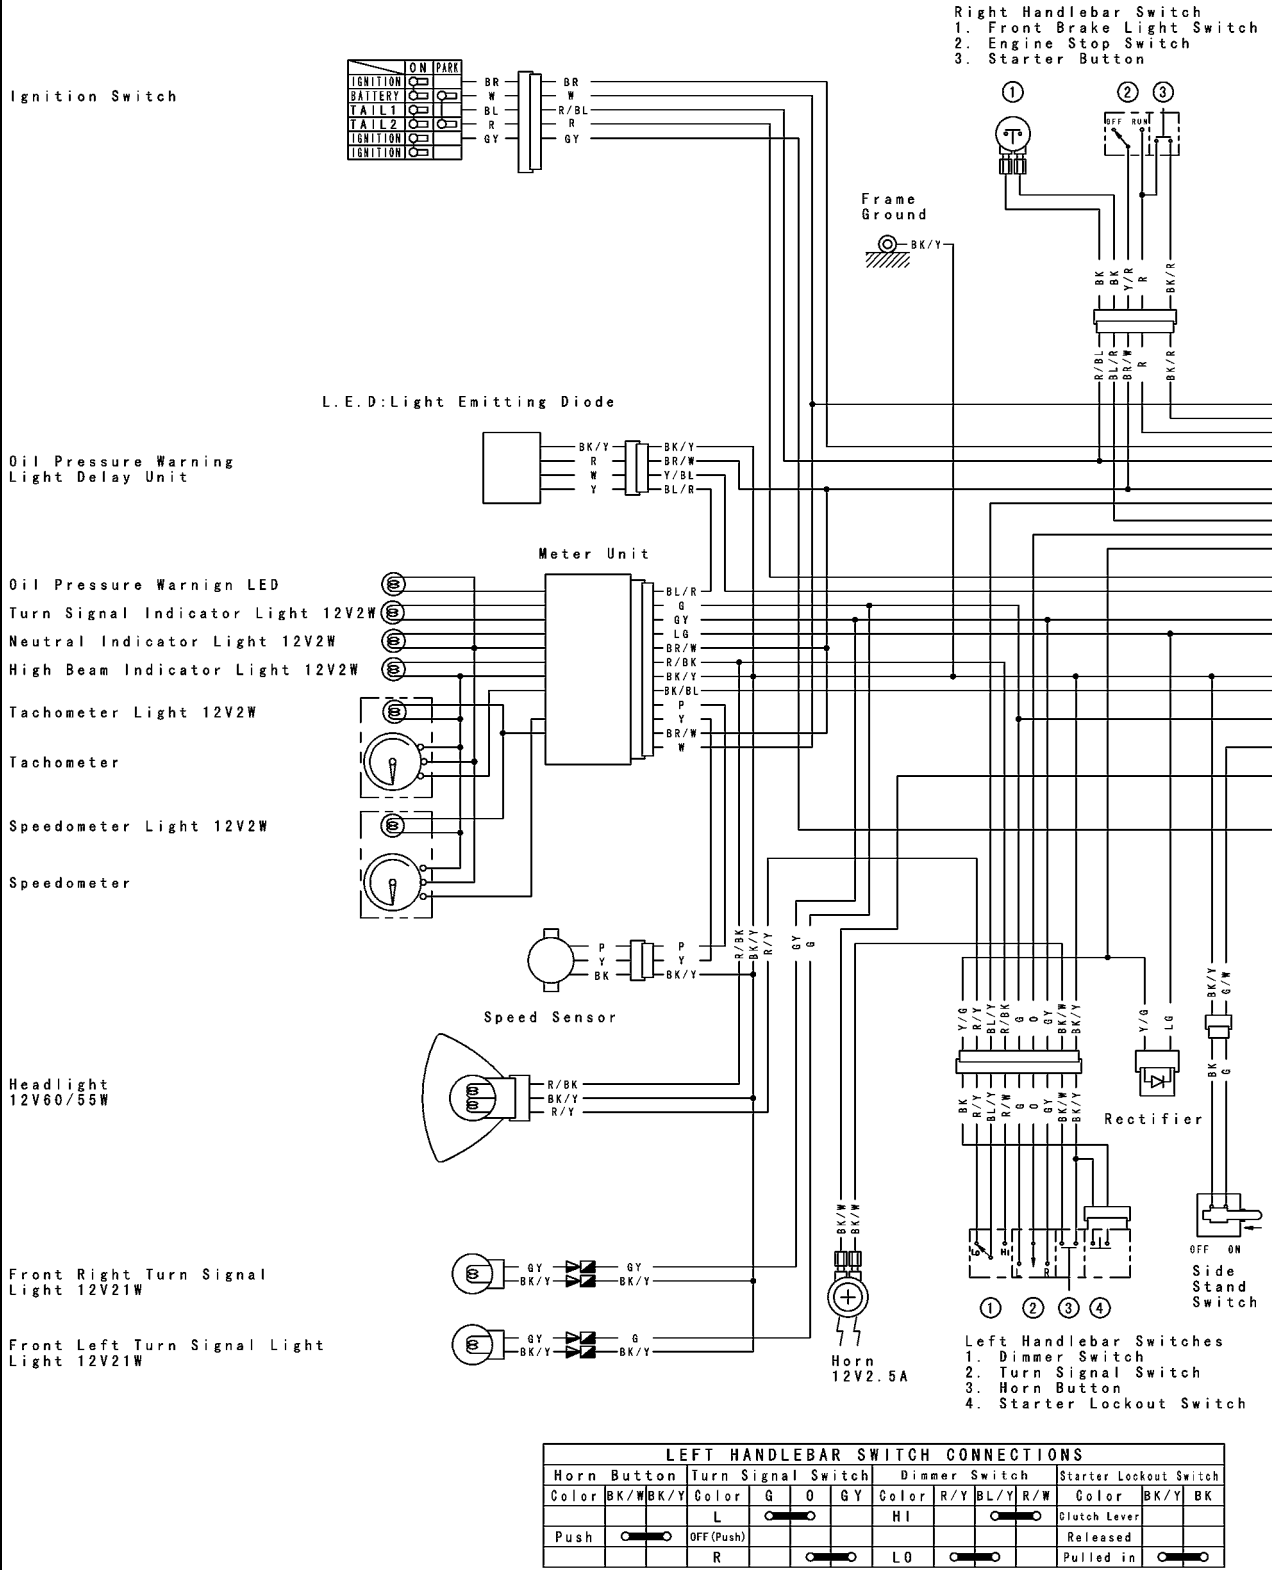 Right Handlebar Switch
1. Front Brake Light Switch
2. Engine Stop Switch
3. Starter Button
1 2 3
OFF RUN
Ignition Switch
ON PARK
IGNITION
BATTERY
TAIL1
TAIL2
IGNITION
IGNITION
BR BR
W W
BL R/BL
R R
GY GY
Frame
Ground
BK/Y
BK BK Y/R R BK/R
R/BL BL/R BR/W R BK/R
L.E.D:Light Emitting Diode
Oil Pressure Warning
Light Delay Unit
BK/Y BK/Y
R BR/W
W Y/BL
Y BL/R
Meter Unit
Oil Pressure Warnign LED
Turn Signal Indicator Light 12V2W
Neutral Indicator Light 12V2W
High Beam Indicator Light 12V2W
Tachometer Light 12V2W
Tachometer
Speedometer Light 12V2W
Speedometer
BL/R
G
GY
LG
BR/W
R/BK
BK/Y
BK/BL
P
Y
BR/W
W
P P
Y Y
BK BK/Y
Speed Sensor
R/BK BK/Y R/Y GY G
Y/G R/Y BL/Y R/BK G O GY BK/W BK/Y
Y/G LG
BK/Y G/W
BK G
BK R/Y BL/Y R/W G O GY BK/W BK/Y
Rectifier
Headlight
12V60/55W
R/BK
BK/Y
R/Y
BK/W BK/W
LO HI L R
OFF ON
Side
Stand
Switch
Front Right Turn Signal
Light 12V21W
GY GY
BK/Y BK/Y
Front Left Turn Signal Light
Light 12V21W
GY G
BK/Y BK/Y
Horn
12V2.5A
1 2 3 4
Left Handlebar Switches
1. Dimmer Switch
2. Turn Signal Switch
3. Horn Button
4. Starter Lockout Switch
LEFT HANDLEBAR SWITCH CONNECTIONS
Horn Button Turn Signal Switch Dimmer Switch Starter Lockout Switch
Color BK/W BK/Y Color G O GY Color R/Y BL/Y R/W Color BK/Y BK
L HI Clutch Lever
Push OFF(Push) Released
R LO Pulled in